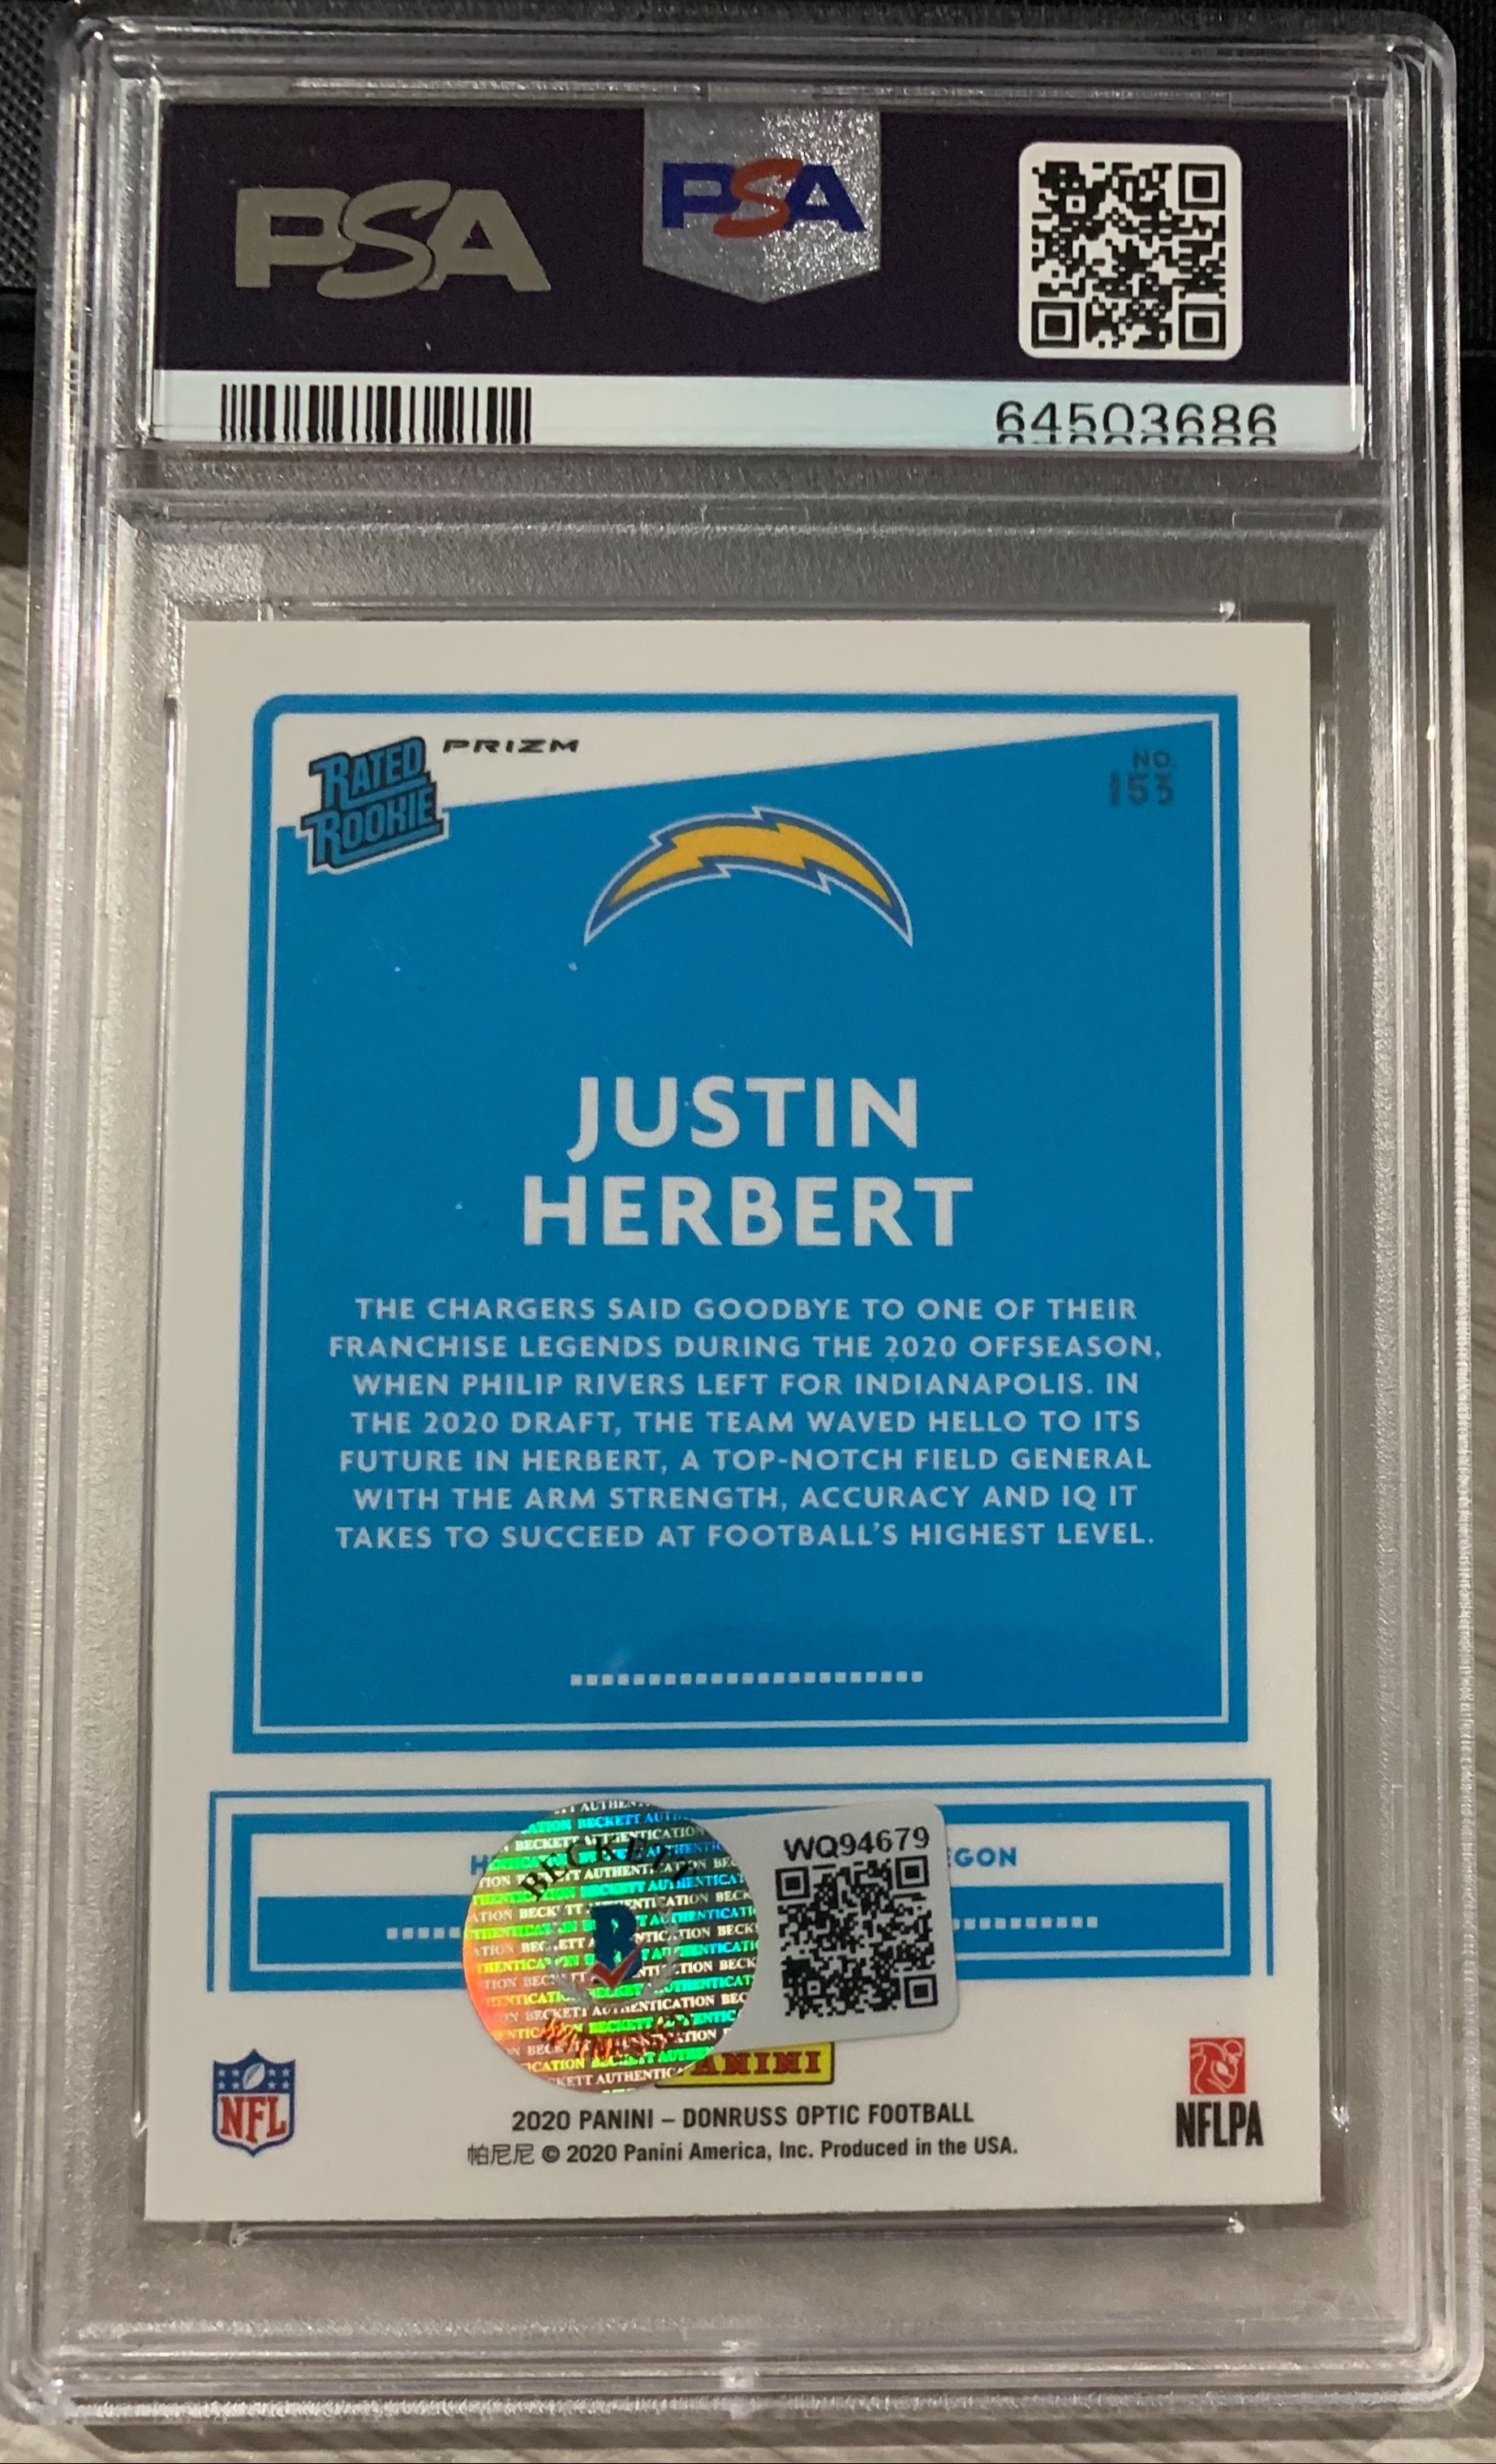 PSA
PSA
64503686
RATED
ROOKIE
PRIZM
NO.
153
JUSTIN
HERBERT
THE CHARGERS SAID GOODBYE TO ONE OF THEIR
FRANCHISE LEGENDS DURING THE 2020 OFFSEASON,
WHEN PHILIP RIVERS LEFT FOR INDIANAPOLIS. IN
THE 2020 DRAFT, THE TEAM WAVED HELLO TO ITS
FUTURE IN HERBERT, A TOP-NOTCH FIELD GENERAL
WITH THE ARM STRENGTH, ACCURACY AND IQ IT
TAKES TO SUCCEED AT FOOTBALL'S HIGHEST LEVEL.
BECKETT
WQ94679
EGON
PANINI
NFL
NFLPA
2020 PANINI – DONRUSS OPTIC FOOTBALL
帕尼尼 © 2020 Panini America, Inc. Produced in the USA.